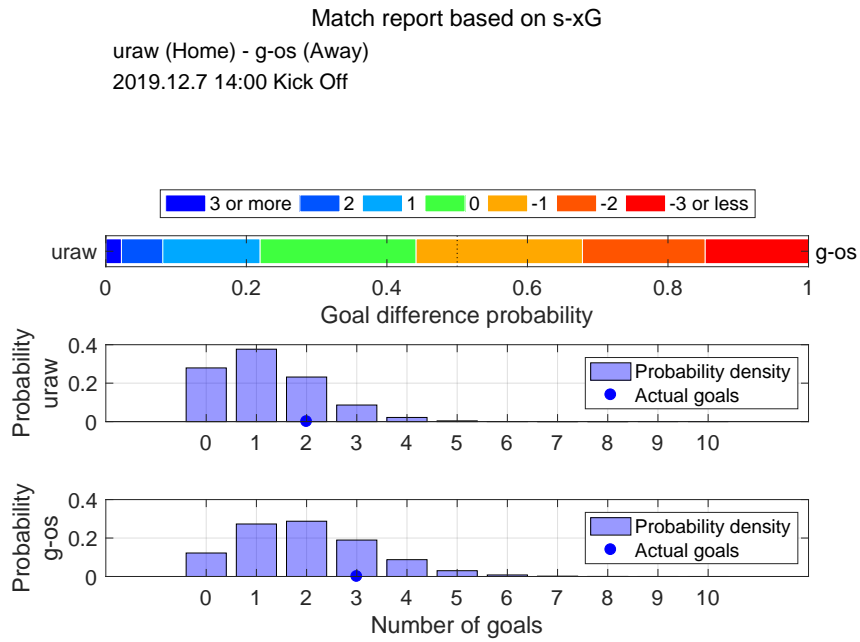 Match report based on s-xG
uraw (Home) - g-os (Away)
2019.12.7 14:00 Kick Off
3 or more 2 1 0 -1 -2 -3 or less
uraw g-os
0 0.2 0.4 0.6 0.8 1
Goal difference probability
Probability
uraw
0.4
0.2
0
Probability density
Actual goals
0 1 2 3 4 5 6 7 8 9 10
Probability
g-os
0.4
0.2
0
Probability density
Actual goals
0 1 2 3 4 5 6 7 8 9 10
Number of goals